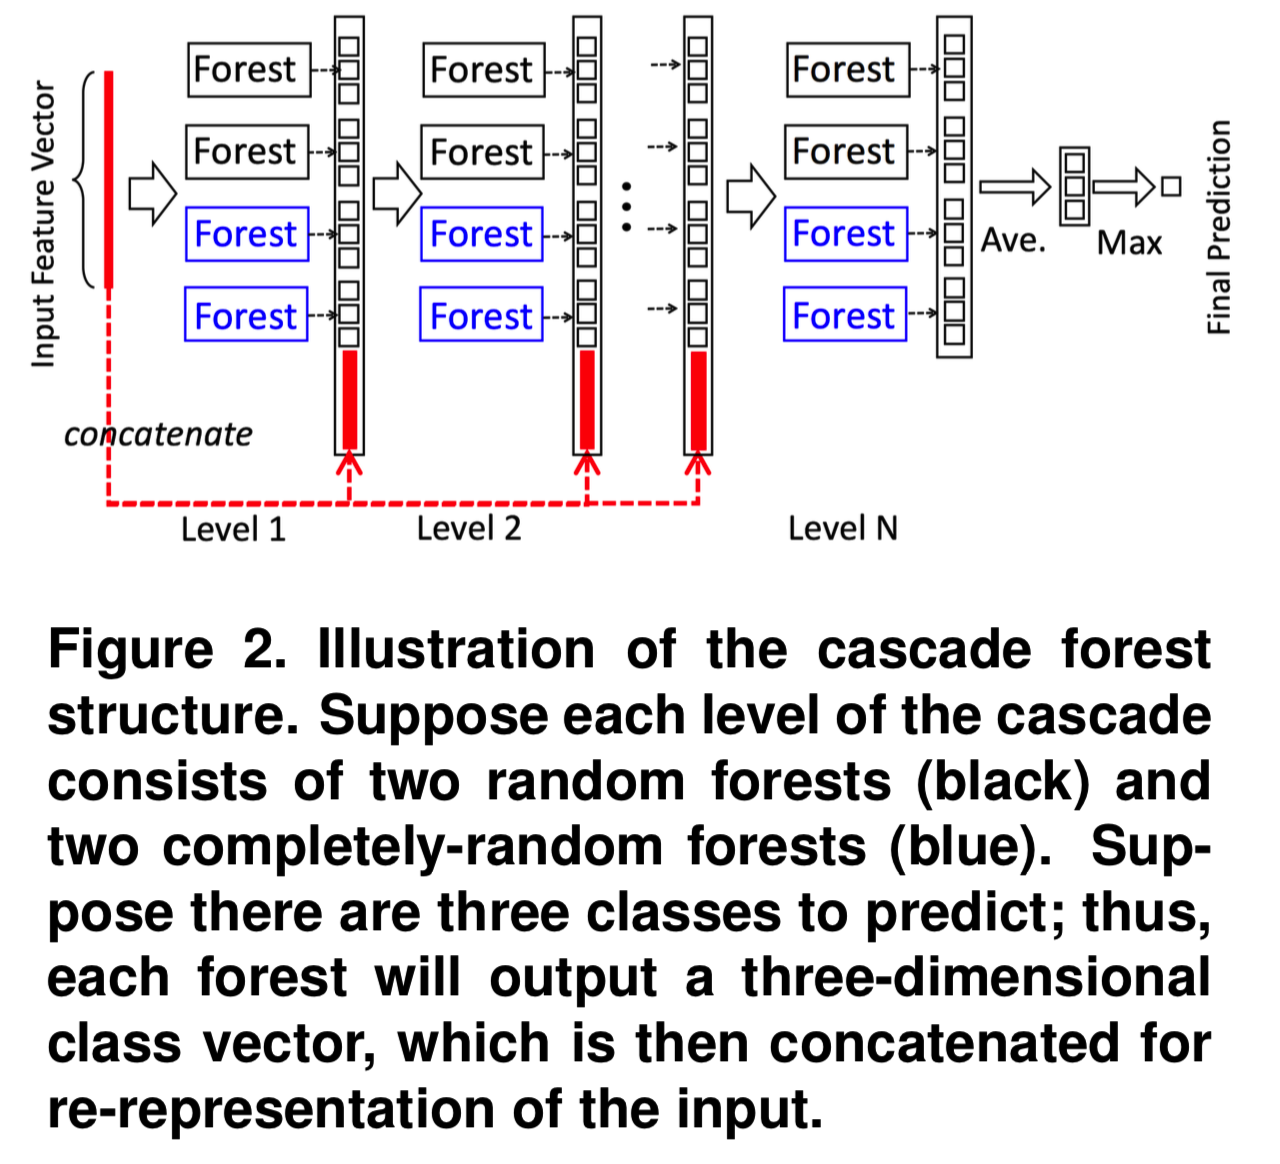 Input Feature Vector
Forest
Forest
Forest
Forest
Forest
Forest
Forest
Forest
Forest
Forest
Forest
Forest
Ave.
Max
Final Prediction
concatenate
Level 1
Level 2
Level N
Figure 2. Illustration of the cascade forest
structure. Suppose each level of the cascade
consists of two random forests (black) and
two completely-random forests (blue). Sup-
pose there are three classes to predict; thus,
each forest will output a three-dimensional
class vector, which is then concatenated for
re-representation of the input.